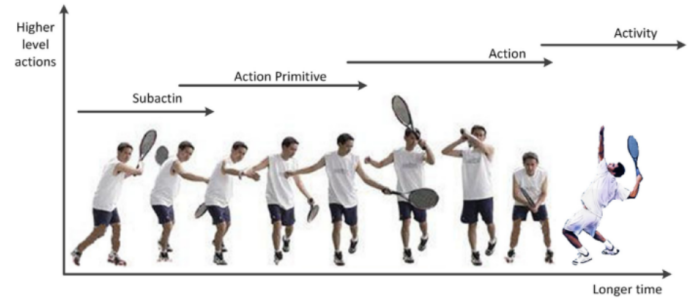 Higher
level
actions
Activity
Action
Action Primitive
Subactin
Longer time